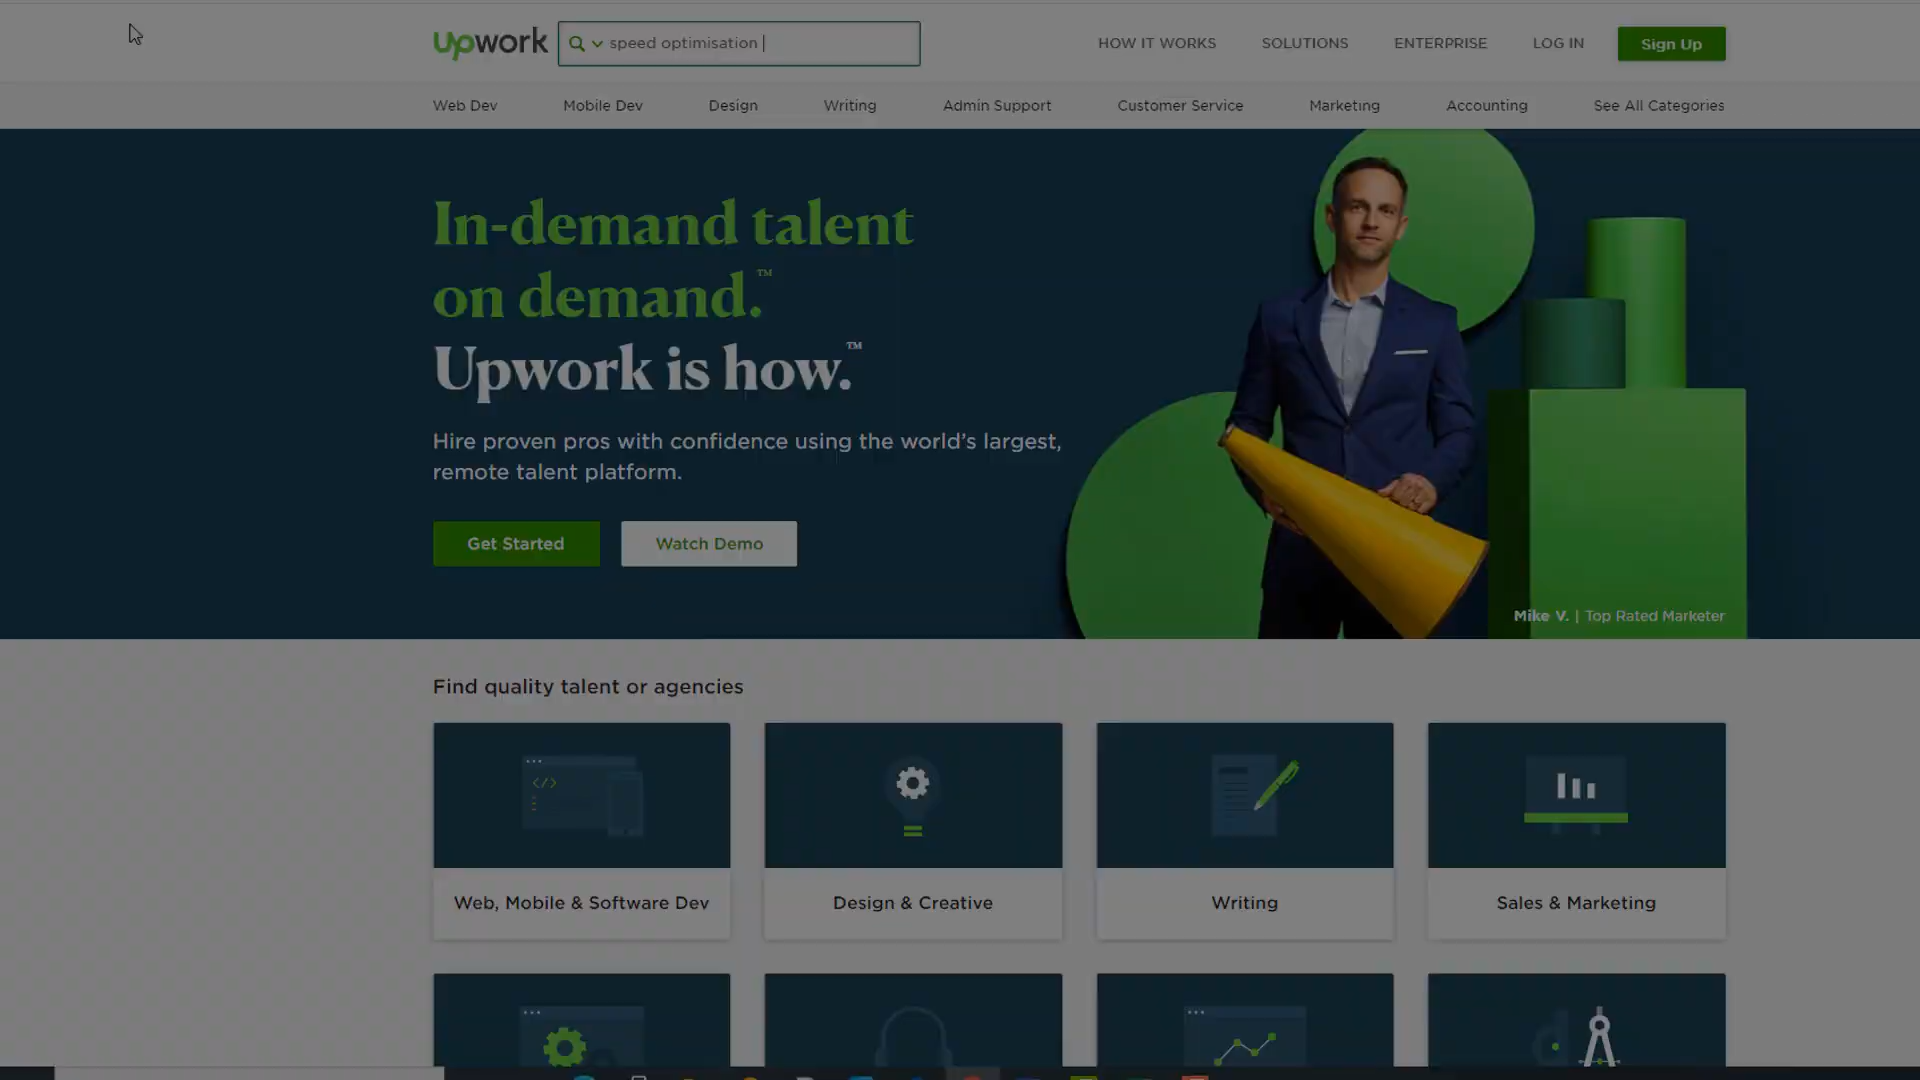 upwork
speed optimisation
HOW IT WORKS
SOLUTIONS
ENTERPRISE
LOG IN
Sign Up
Web Dev
Mobile Dev
Design
Writing
Admin Support
Customer Service
Marketing
Accounting
See All Categories
In-demand talent
on demand.™
Upwork is how.™
Hire proven pros with confidence using the world's largest,
remote talent platform.
Get Started
Watch Demo
Mike V. | Top Rated Marketer
Find quality talent or agencies
</>
Web, Mobile & Software Dev
Design & Creative
Writing
Sales & Marketing